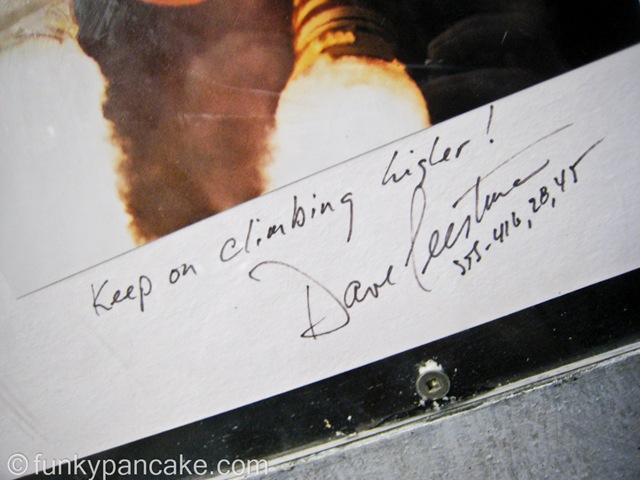 Keep on climbing higher!
Dave Leestma
STS-41G, 28, 45
© funkypancake.com